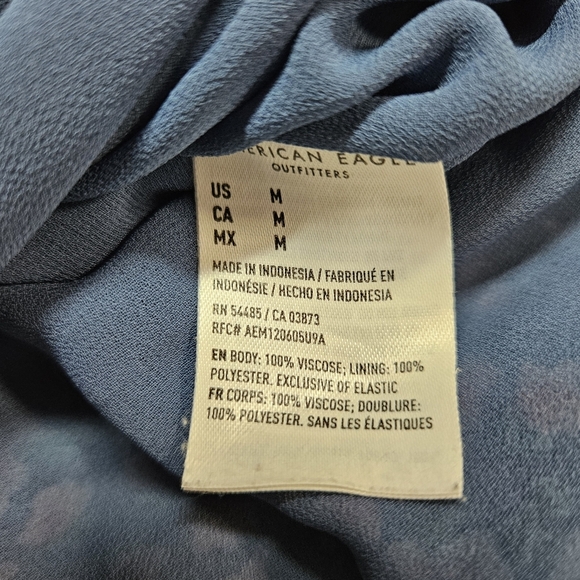 AMERICAN EAGLE
OUTFITTERS
US M
CA M
MX M
MADE IN INDONESIA / FABRIQUÉ EN
INDONÉSIE / HECHO EN INDONESIA
RN 54485 / CA 03873
RFC# AEM120605U9A
EN BODY: 100% VISCOSE; LINING: 100%
POLYESTER. EXCLUSIVE OF ELASTIC
FR CORPS: 100% VISCOSE; DOUBLURE:
100% POLYESTER. SANS LES ÉLASTIQUES